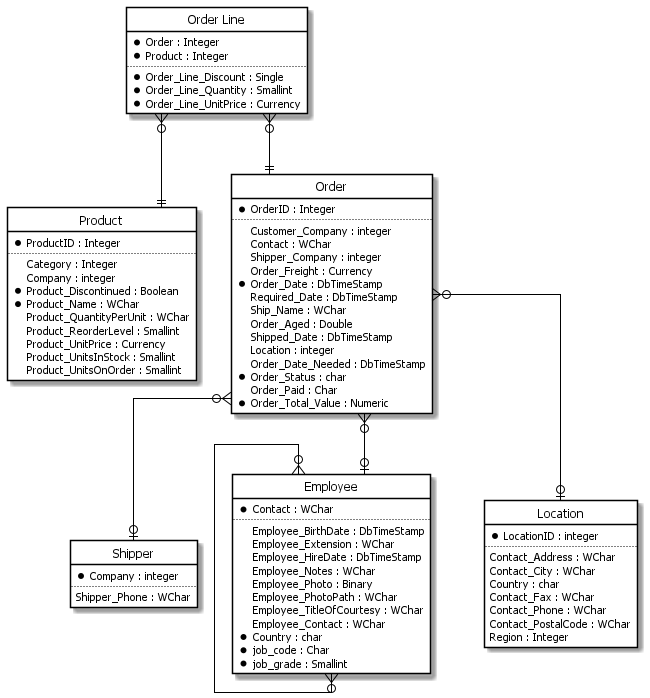 Order Line
Order : Integer
Product : Integer
Order_Line_Discount : Single
Order_Line_Quantity : Smallint
Order_Line_UnitPrice : Currency
Order
OrderID : Integer
Customer_Company : integer
Contact : WChar
Shipper_Company : integer
Order_Freight : Currency
Order_Date : DbTimeStamp
Required_Date : DbTimeStamp
Ship_Name : WChar
Order_Aged : Double
Shipped_Date : DbTimeStamp
Location : integer
Order_Date_Needed : DbTimeStamp
Order_Status : char
Order_Paid : Char
Order_Total_Value : Numeric
Product
ProductID : Integer
Category : Integer
Company : integer
Product_Discontinued : Boolean
Product_Name : WChar
Product_QuantityPerUnit : WChar
Product_ReorderLevel : Smallint
Product_UnitPrice : Currency
Product_UnitsInStock : Smallint
Product_UnitsOnOrder : Smallint
Employee
Contact : WChar
Employee_BirthDate : DbTimeStamp
Employee_Extension : WChar
Employee_HireDate : DbTimeStamp
Employee_Notes : WChar
Employee_Photo : Binary
Employee_PhotoPath : WChar
Employee_TitleOfCourtesy : WChar
Employee_Contact : WChar
Country : char
job_code : Char
job_grade : Smallint
Location
LocationID : integer
Contact_Address : WChar
Contact_City : WChar
Country : char
Contact_Fax : WChar
Contact_Phone : WChar
Contact_PostalCode : WChar
Region : Integer
Shipper
Company : integer
Shipper_Phone : WChar